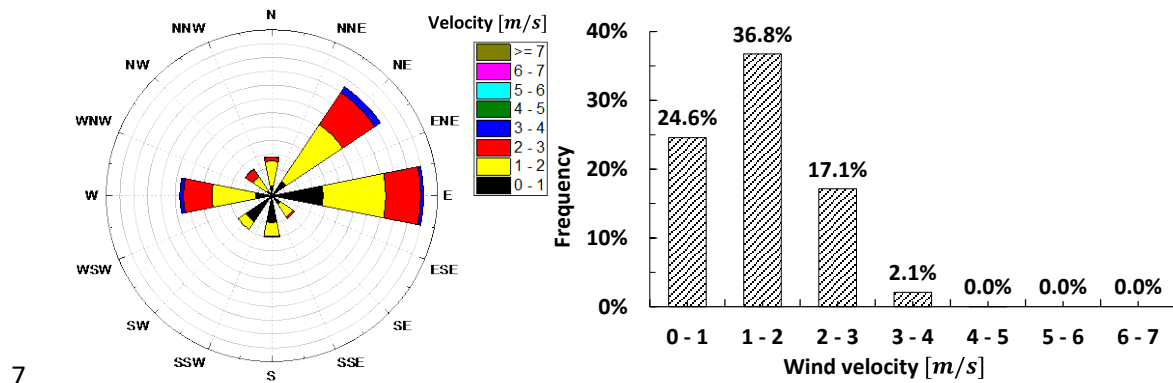 N
NNE
NE
ENE
E
ESE
SE
SSE
S
SSW
SW
WSW
W
WNW
NW
NNW
Velocity [m/s]
>= 7
6 - 7
5 - 6
4 - 5
3 - 4
2 - 3
1 - 2
0 - 1
Frequency
40%
30%
20%
10%
0%
24.6%
36.8%
17.1%
2.1%
0.0%
0.0%
0.0%
0 - 1
1 - 2
2 - 3
3 - 4
4 - 5
5 - 6
6 - 7
Wind velocity [m/s]
7